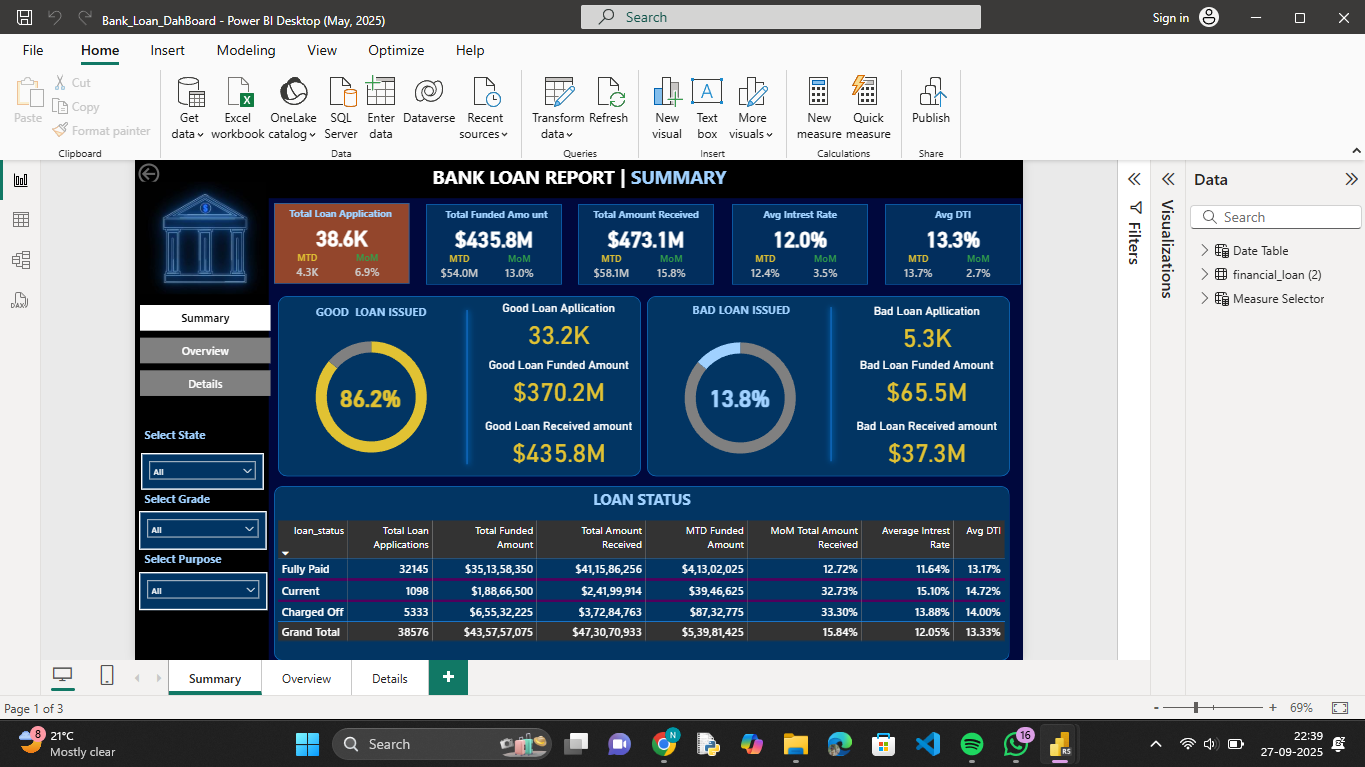 Bank_Loan_DahBoard - Power BI Desktop (May, 2025)
Search
Sign in
File Home Insert Modeling View Optimize Help
Paste
Cut
Copy
Format painter
Clipboard
Get data
Excel workbook
OneLake catalog
SQL Server
Enter data
Dataverse
Recent sources
Data
Transform data
Refresh
Queries
New visual
Text box
More visuals
Insert
New measure
Quick measure
Calculations
Publish
Share
BANK LOAN REPORT | SUMMARY
Total Loan Application
38.6K
MTD MoM
4.3K 6.9%
Total Funded Amo unt
$435.8M
MTD MoM
$54.0M 13.0%
Total Amount Received
$473.1M
MTD MoM
$58.1M 15.8%
Avg Intrest Rate
12.0%
MTD MoM
12.4% 3.5%
Avg DTI
13.3%
MTD MoM
13.7% 2.7%
Summary
Overview
Details
Select State
All
Select Grade
All
Select Purpose
All
GOOD LOAN ISSUED
86.2%
Good Loan Apllication
33.2K
Good Loan Funded Amount
$370.2M
Good Loan Received amount
$435.8M
BAD LOAN ISSUED
13.8%
Bad Loan Apllication
5.3K
Bad Loan Funded Amount
$65.5M
Bad Loan Received amount
$37.3M
LOAN STATUS
loan_status Total Loan Applications Total Funded Amount Total Amount Received MTD Funded Amount MoM Total Amount Received Average Intrest Rate Avg DTI
Fully Paid 32145 $35,13,58,350 $41,15,86,256 $4,13,02,025 12.72% 11.64% 13.17%
Current 1098 $1,88,66,500 $2,41,99,914 $39,46,625 32.73% 15.10% 14.72%
Charged Off 5333 $6,55,32,225 $3,72,84,763 $87,32,775 33.30% 13.88% 14.00%
Grand Total 38576 $43,57,57,075 $47,30,70,933 $5,39,81,425 15.84% 12.05% 13.33%
Filters
Visualizations
Data
Search
Date Table
financial_loan (2)
Measure Selector
Summary Overview Details +
Page 1 of 3
- + 69%
8
21°C
Mostly clear
Search
N
16
RS
22:39
27-09-2025